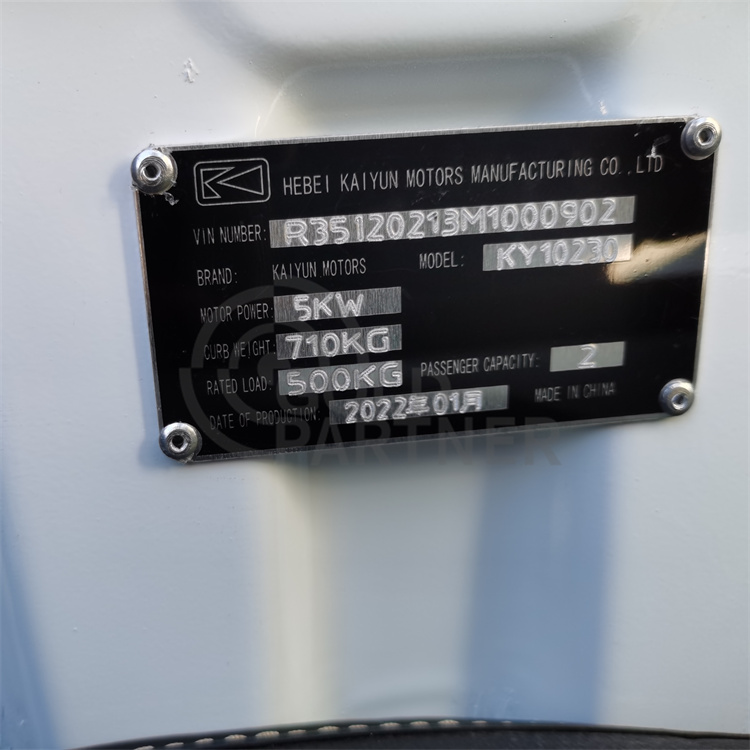 HEBEI KAIYUN MOTORS MANUFACTURING CO.,LTD
VIN NUMBER: R35120213M1000902
BRAND: KAIYUN MOTORS MODEL: KY10230
MOTOR POWER: 5KW
CURB WEIGHT: 710KG
RATED LOAD: 500KG PASSENGER CAPACITY: 2
DATE OF PRODUCTION: 2022年01月 MADE IN CHINA
GOLD
PARTNER